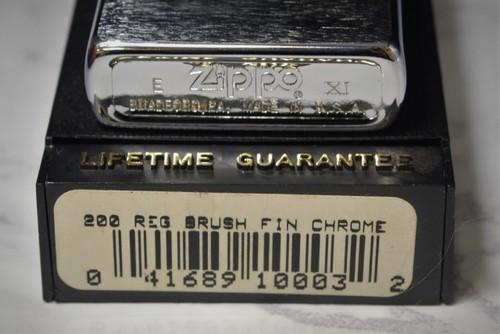 E Zippo XI
BRADFORD, PA. MADE IN U.S.A.
LIFETIME GUARANTEE
200 REG BRUSH FIN CHROME
0 41689 10003 2